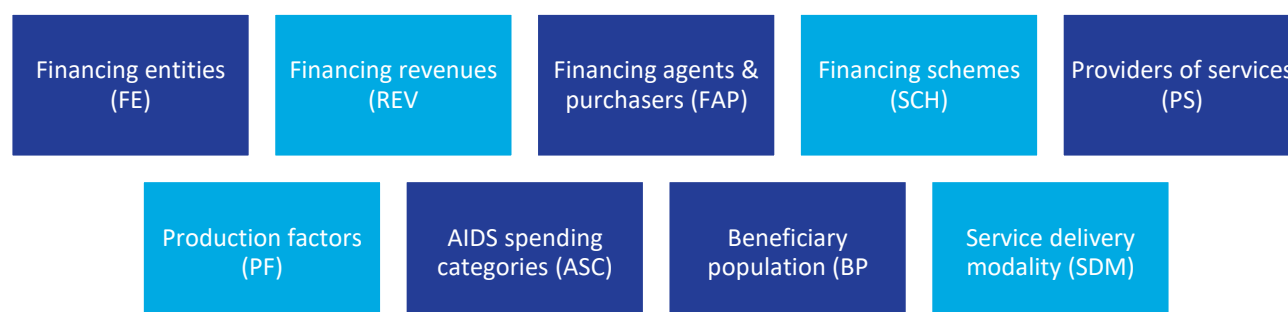 Financing entities
(FE)
Financing revenues
(REV
Financing agents &
purchasers (FAP)
Financing schemes
(SCH)
Providers of services
(PS)
Production factors
(PF)
AIDS spending
categories (ASC)
Beneficiary
population (BP
Service delivery
modality (SDM)